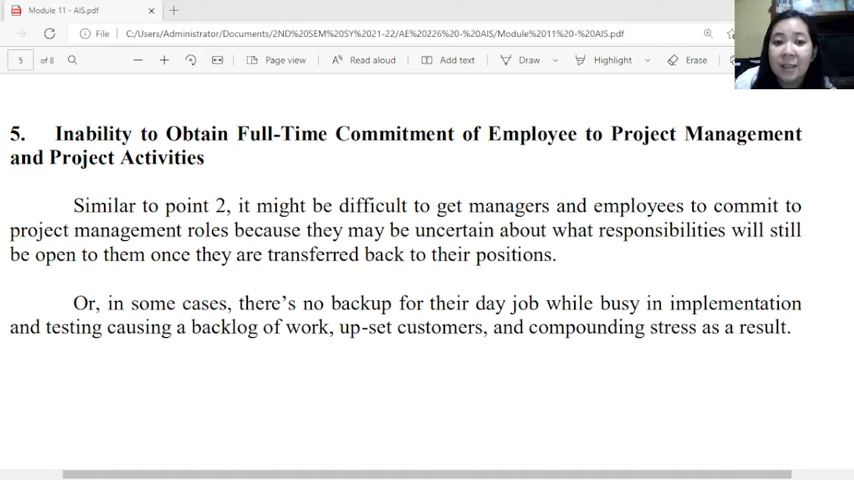 Module 11 - AIS.pdf
File C:/Users/Administrator/Documents/2ND%20SEM%20SY%2021-22/AE%20226%20-%20AIS/Module%2011%20-%20AIS.pdf
5 of 8 Page view Read aloud Add text Draw Highlight Erase
5. Inability to Obtain Full-Time Commitment of Employee to Project Management
and Project Activities
Similar to point 2, it might be difficult to get managers and employees to commit to
project management roles because they may be uncertain about what responsibilities will still
be open to them once they are transferred back to their positions.
Or, in some cases, there’s no backup for their day job while busy in implementation
and testing causing a backlog of work, up-set customers, and compounding stress as a result.